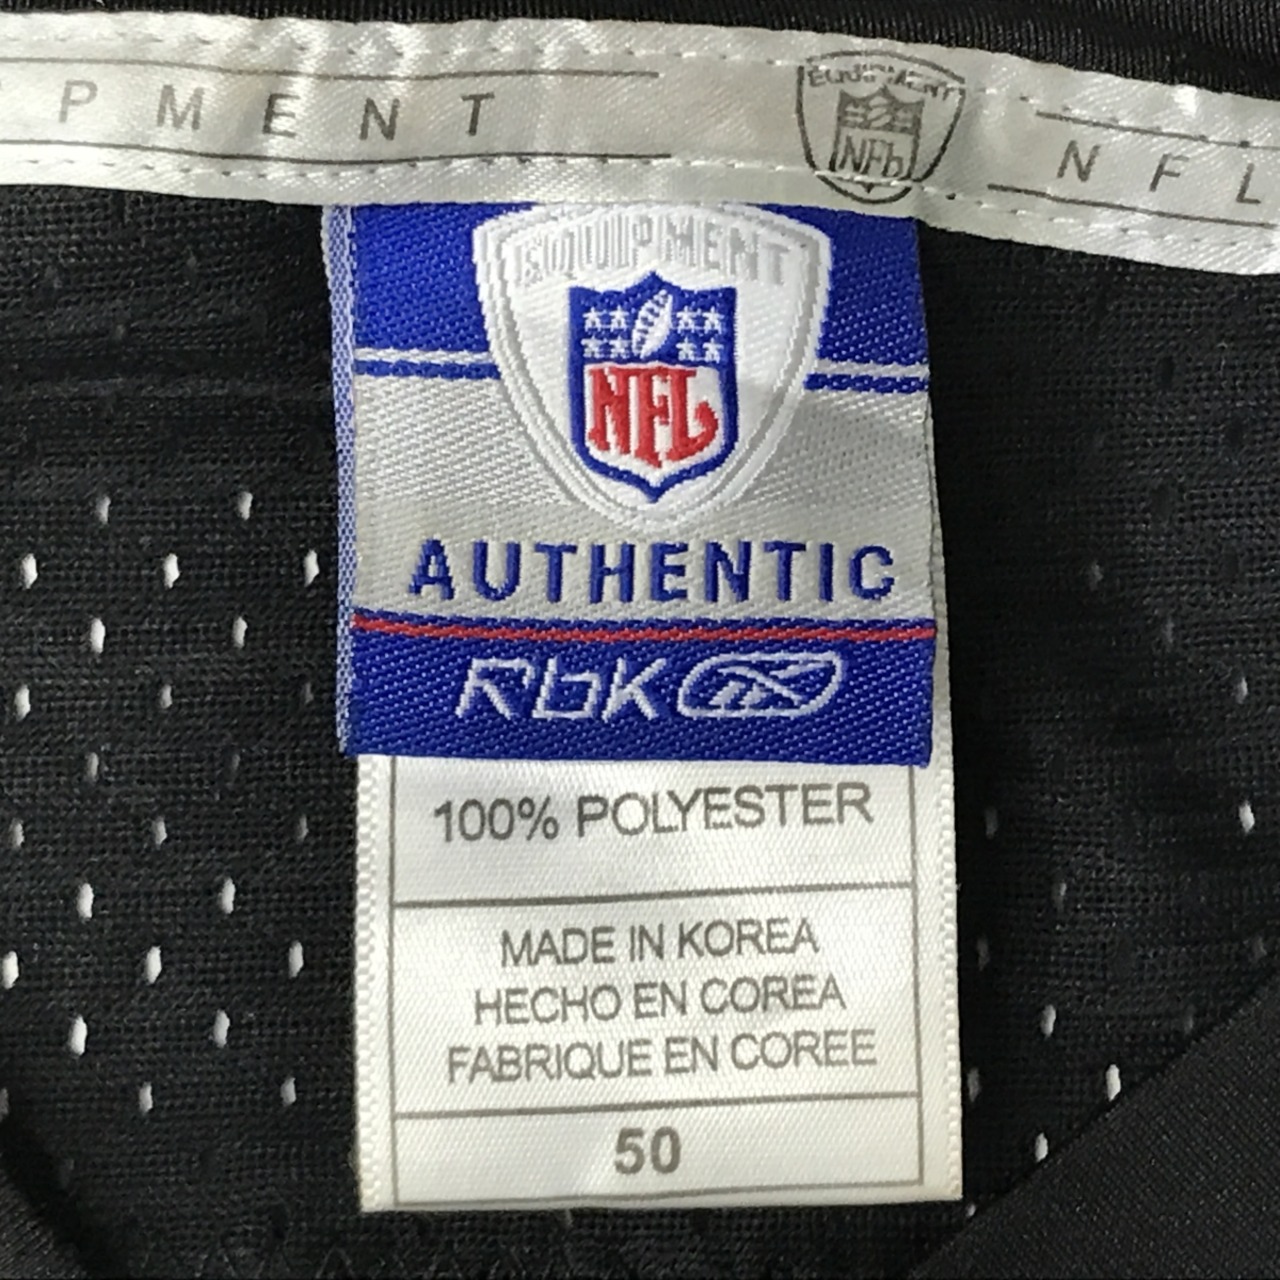 PMENT
EQUIPMENT
NFL
NFL
EQUIPMENT
NFL
AUTHENTIC
RbK
100% POLYESTER
MADE IN KOREA
HECHO EN COREA
FABRIQUE EN COREE
50